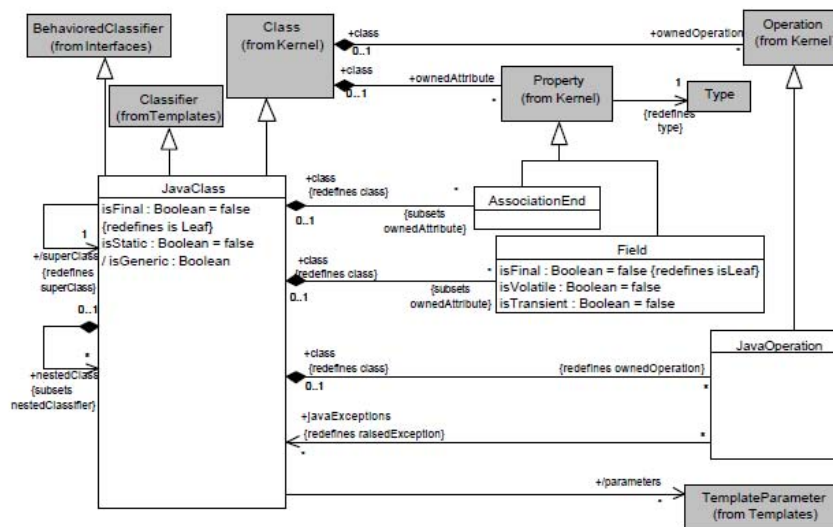 BehavioredClassifier
(from Interfaces)
Class
(from Kernel)
Operation
(from Kernel)
+class
0..1
+ownedOperation
*
+class
0..1
+ownedAttribute
*
Property
(from Kernel)
1
Type
{redefines
type}
Classifier
(fromTemplates)
JavaClass
isFinal : Boolean = false
{redefines is Leaf}
isStatic : Boolean = false
/ isGeneric : Boolean
1
+/superClass
{redefines
superClass}
0..1
*
+nestedClass
{subsets
nestedClassifier}
+class
{redefines class}
0..1
*
{subsets
ownedAttribute}
AssociationEnd
+class
{redefines class}
0..1
*
{subsets
ownedAttribute}
Field
isFinal : Boolean = false {redefines isLeaf}
isVolatile : Boolean = false
isTransient : Boolean = false
+class
{redefines class}
0..1
{redefines ownedOperation}
*
JavaOperation
+javaExceptions
{redefines raisedException}
*
*
+/parameters
*
TemplateParameter
(from Templates)